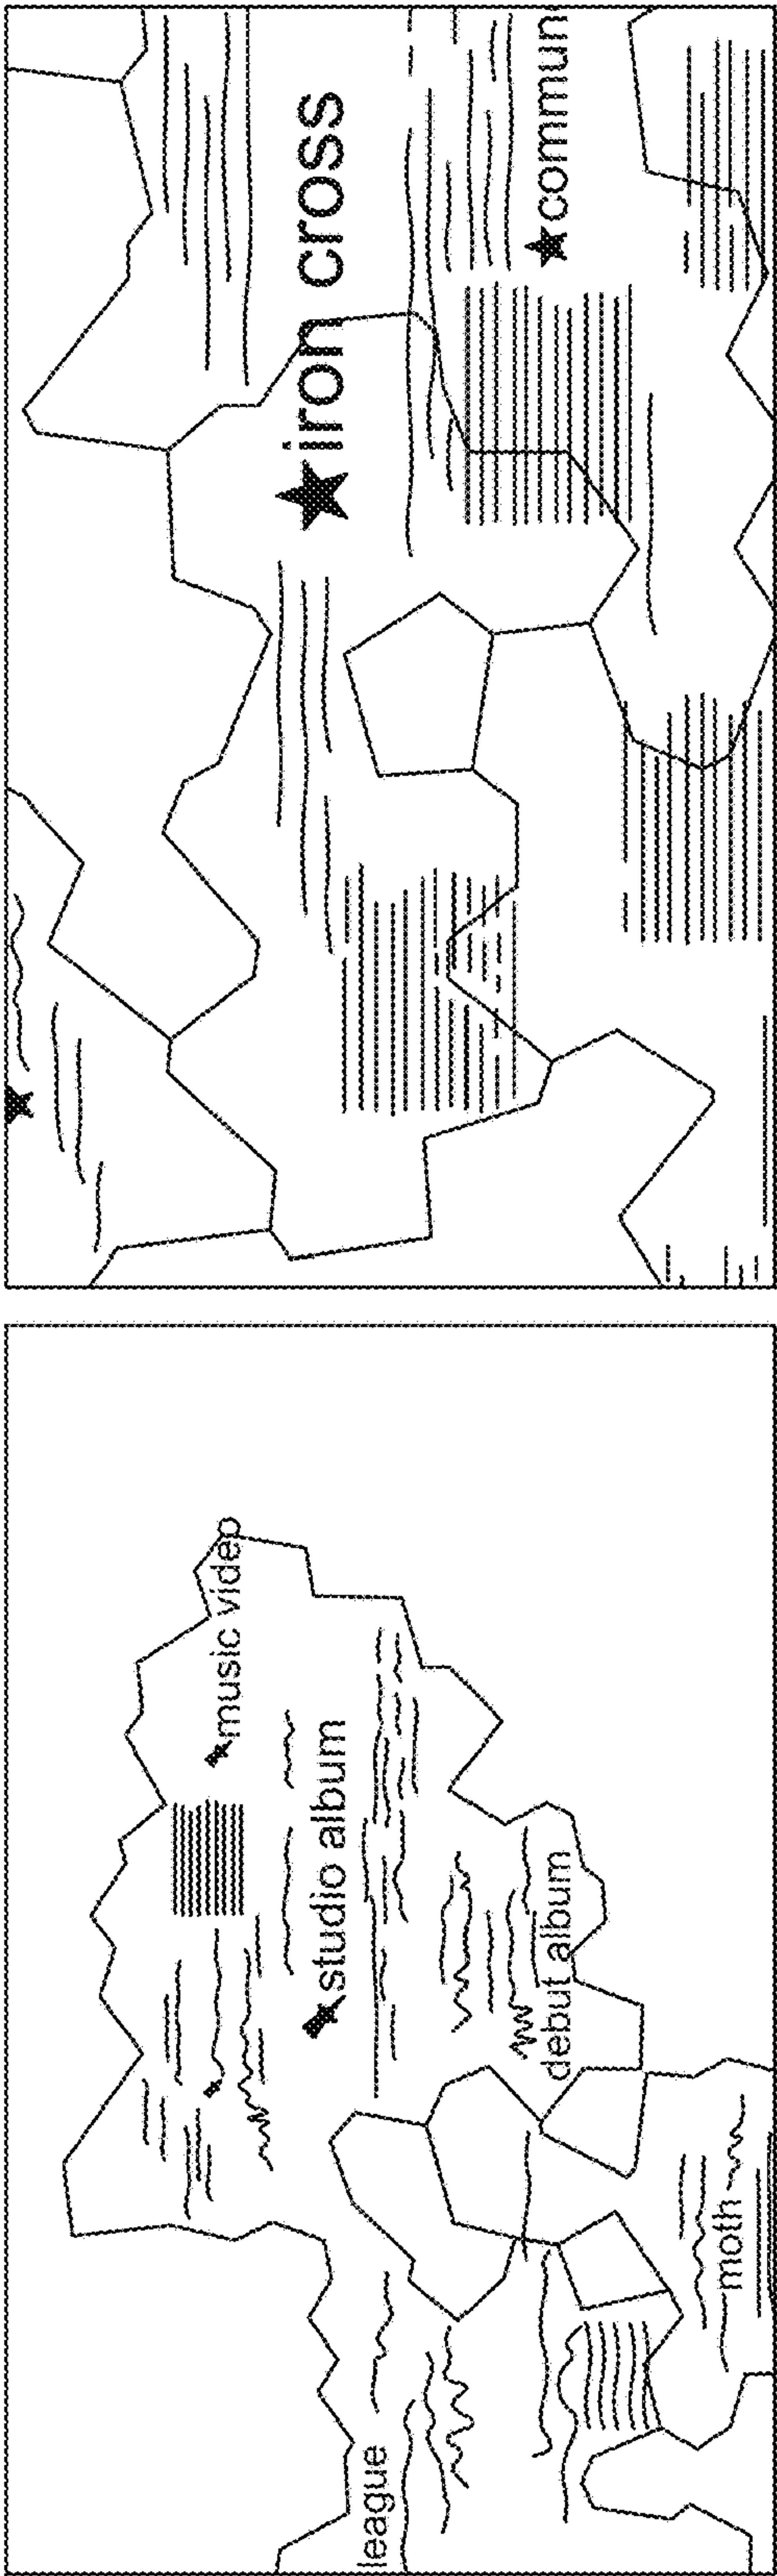 music video
studio album
league
debut album
moth
iron cross
commun